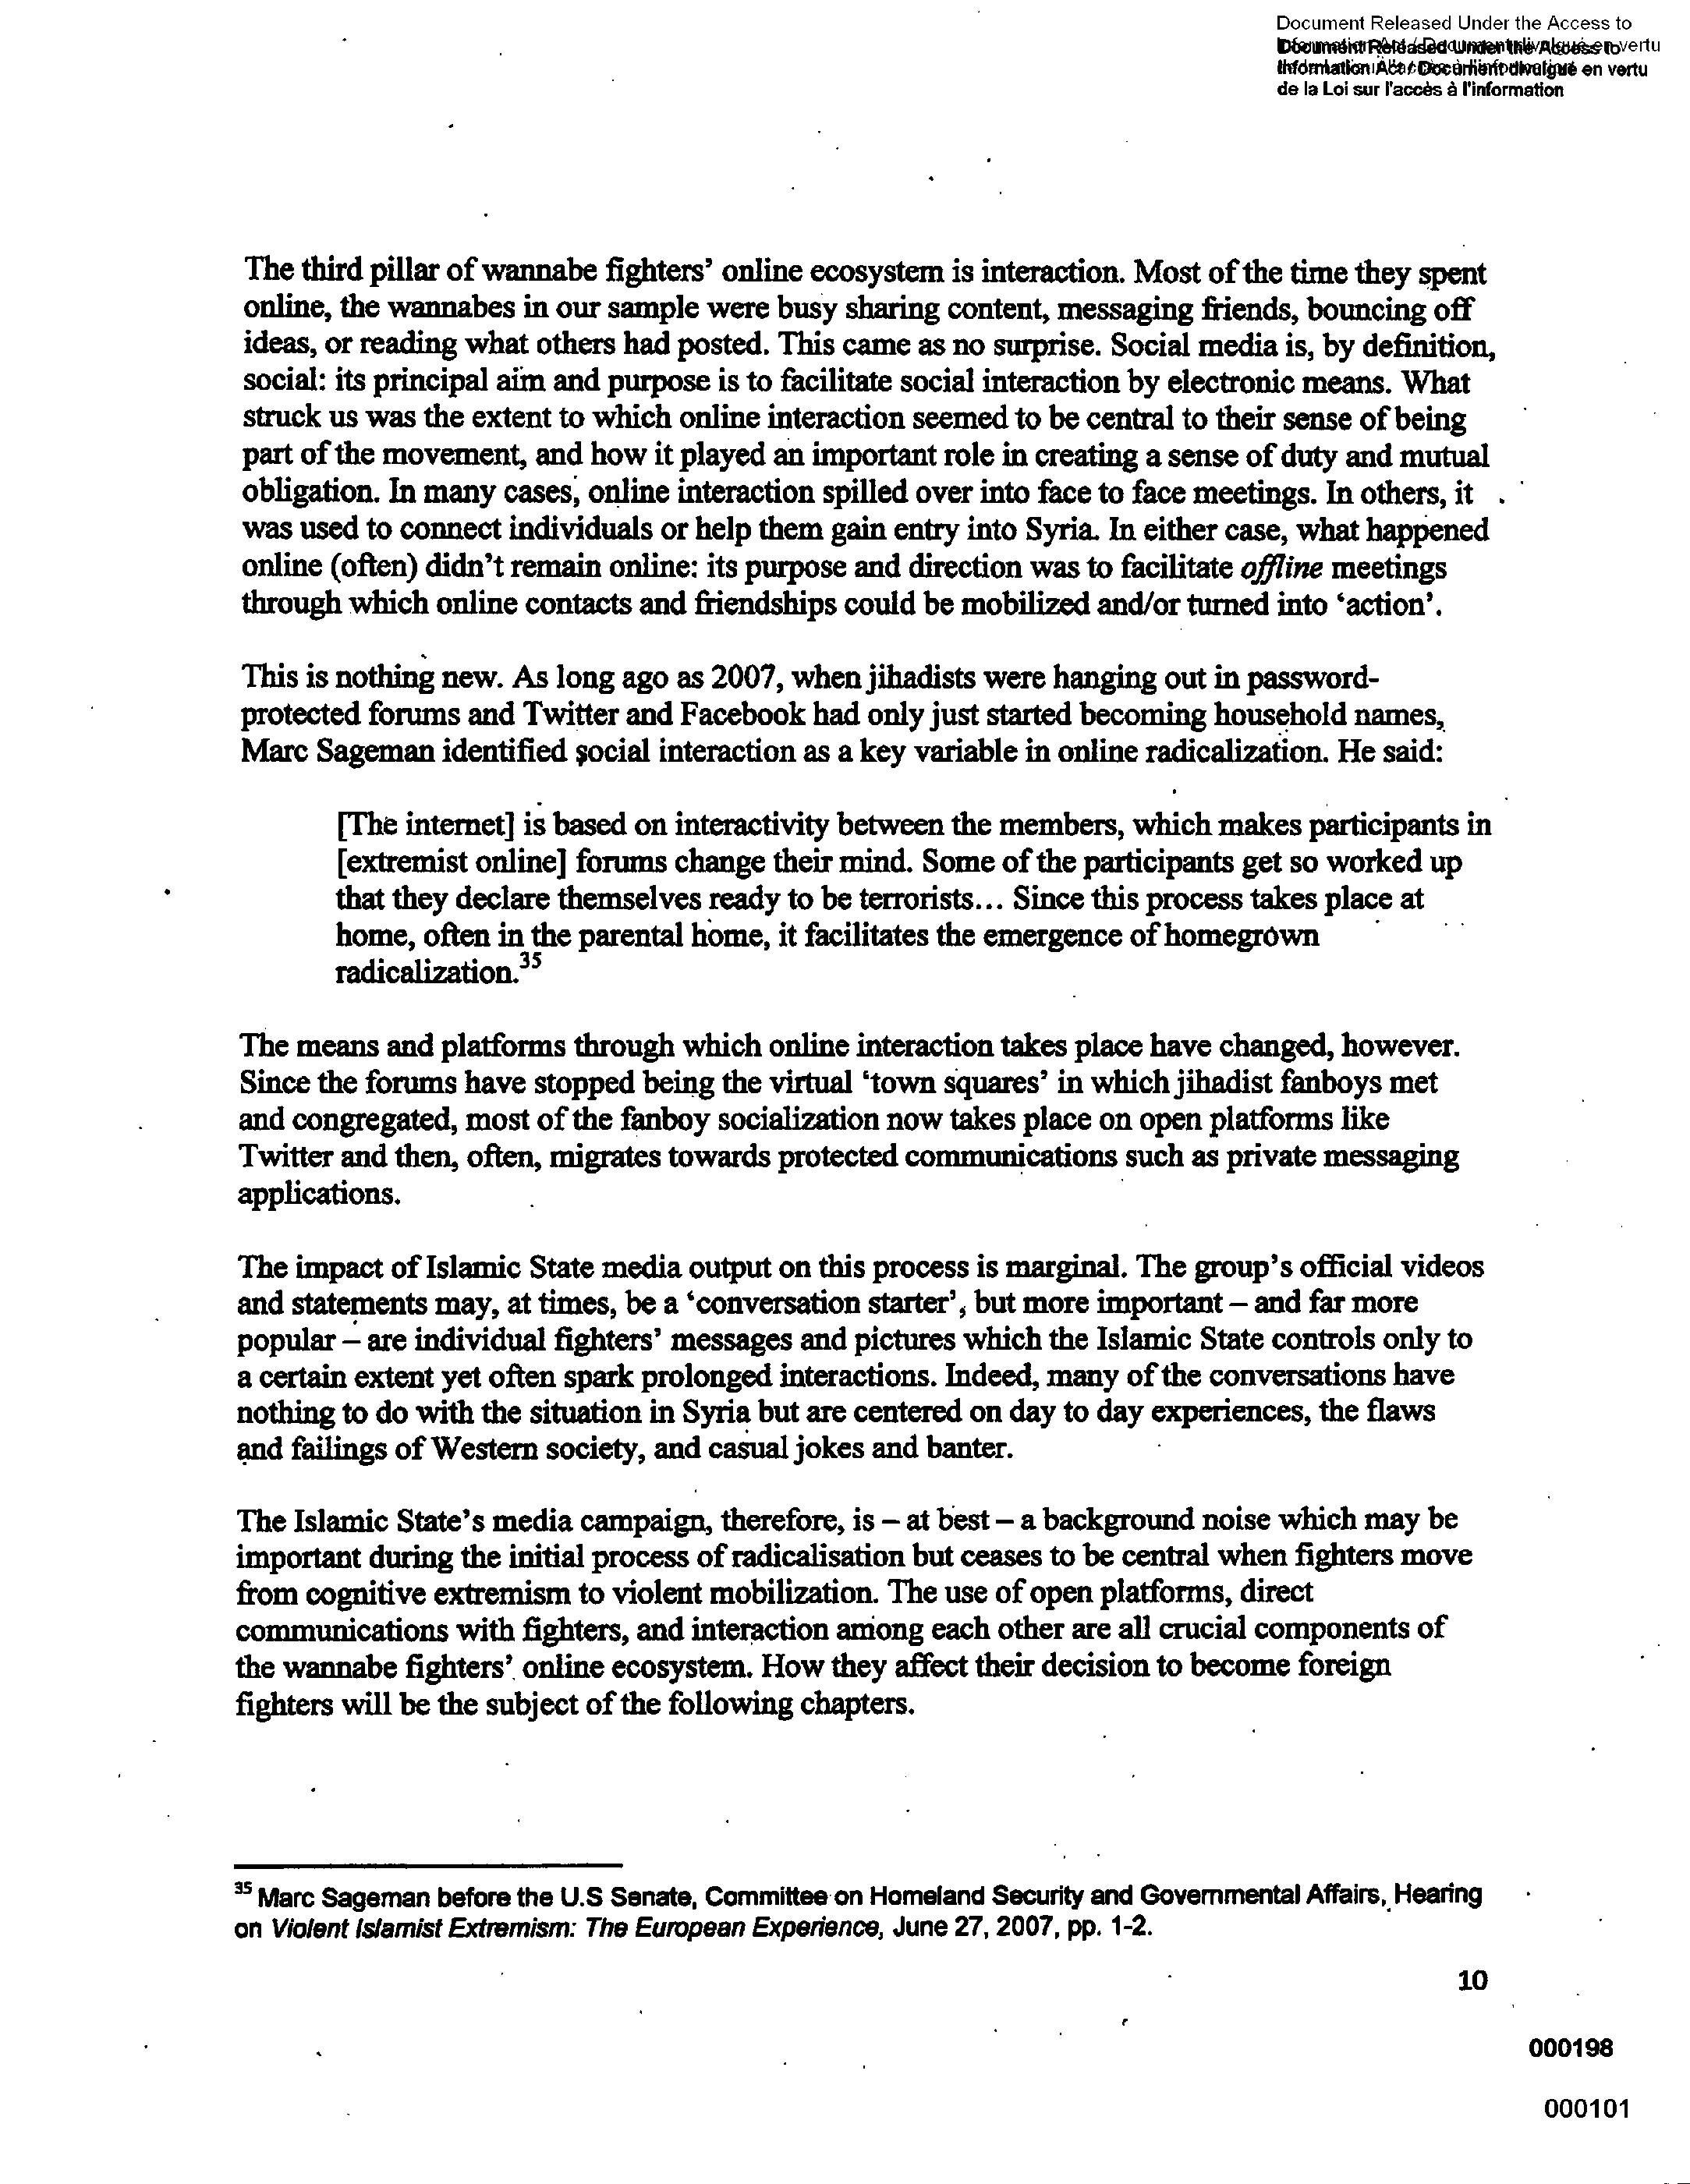 Document Released Under the Access to
Document Released Under the Access to
Information Act / Document divulgué en vertu
de la Loi sur l'accès à l'information
The third pillar of wannabe fighters' online ecosystem is interaction. Most of the time they spent
online, the wannabes in our sample were busy sharing content, messaging friends, bouncing off
ideas, or reading what others had posted. This came as no surprise. Social media is, by definition,
social: its principal aim and purpose is to facilitate social interaction by electronic means. What
struck us was the extent to which online interaction seemed to be central to their sense of being
part of the movement, and how it played an important role in creating a sense of duty and mutual
obligation. In many cases, online interaction spilled over into face to face meetings. In others, it
was used to connect individuals or help them gain entry into Syria. In either case, what happened
online (often) didn't remain online: its purpose and direction was to facilitate offline meetings
through which online contacts and friendships could be mobilized and/or turned into 'action'.
This is nothing new. As long ago as 2007, when jihadists were hanging out in password-
protected forums and Twitter and Facebook had only just started becoming household names,
Marc Sageman identified social interaction as a key variable in online radicalization. He said:
[The internet] is based on interactivity between the members, which makes participants in
[extremist online] forums change their mind. Some of the participants get so worked up
that they declare themselves ready to be terrorists… Since this process takes place at
home, often in the parental home, it facilitates the emergence of homegrown
radicalization.35
The means and platforms through which online interaction takes place have changed, however.
Since the forums have stopped being the virtual 'town squares' in which jihadist fanboys met
and congregated, most of the fanboy socialization now takes place on open platforms like
Twitter and then, often, migrates towards protected communications such as private messaging
applications.
The impact of Islamic State media output on this process is marginal. The group's official videos
and statements may, at times, be a 'conversation starter', but more important – and far more
popular – are individual fighters' messages and pictures which the Islamic State controls only to
a certain extent yet often spark prolonged interactions. Indeed, many of the conversations have
nothing to do with the situation in Syria but are centered on day to day experiences, the flaws
and failings of Western society, and casual jokes and banter.
The Islamic State's media campaign, therefore, is – at best – a background noise which may be
important during the initial process of radicalisation but ceases to be central when fighters move
from cognitive extremism to violent mobilization. The use of open platforms, direct
communications with fighters, and interaction among each other are all crucial components of
the wannabe fighters' online ecosystem. How they affect their decision to become foreign
fighters will be the subject of the following chapters.
35 Marc Sageman before the U.S Senate, Committee on Homeland Security and Governmental Affairs, Hearing
on Violent Islamist Extremism: The European Experience, June 27, 2007, pp. 1-2.
10
000198
000101